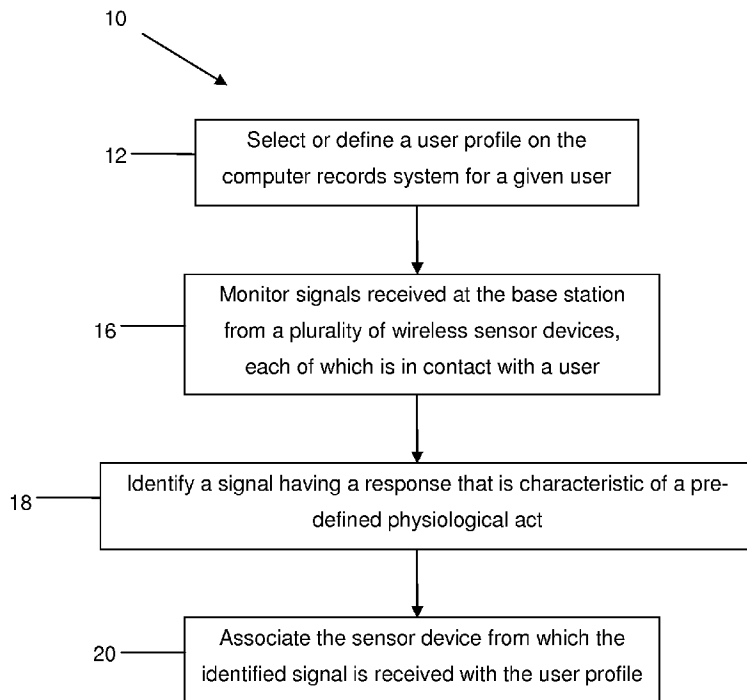 10
12
Select or define a user profile on the
computer records system for a given user
16
Monitor signals received at the base station
from a plurality of wireless sensor devices,
each of which is in contact with a user
18
Identify a signal having a response that is characteristic of a pre-
defined physiological act
20
Associate the sensor device from which the
identified signal is received with the user profile